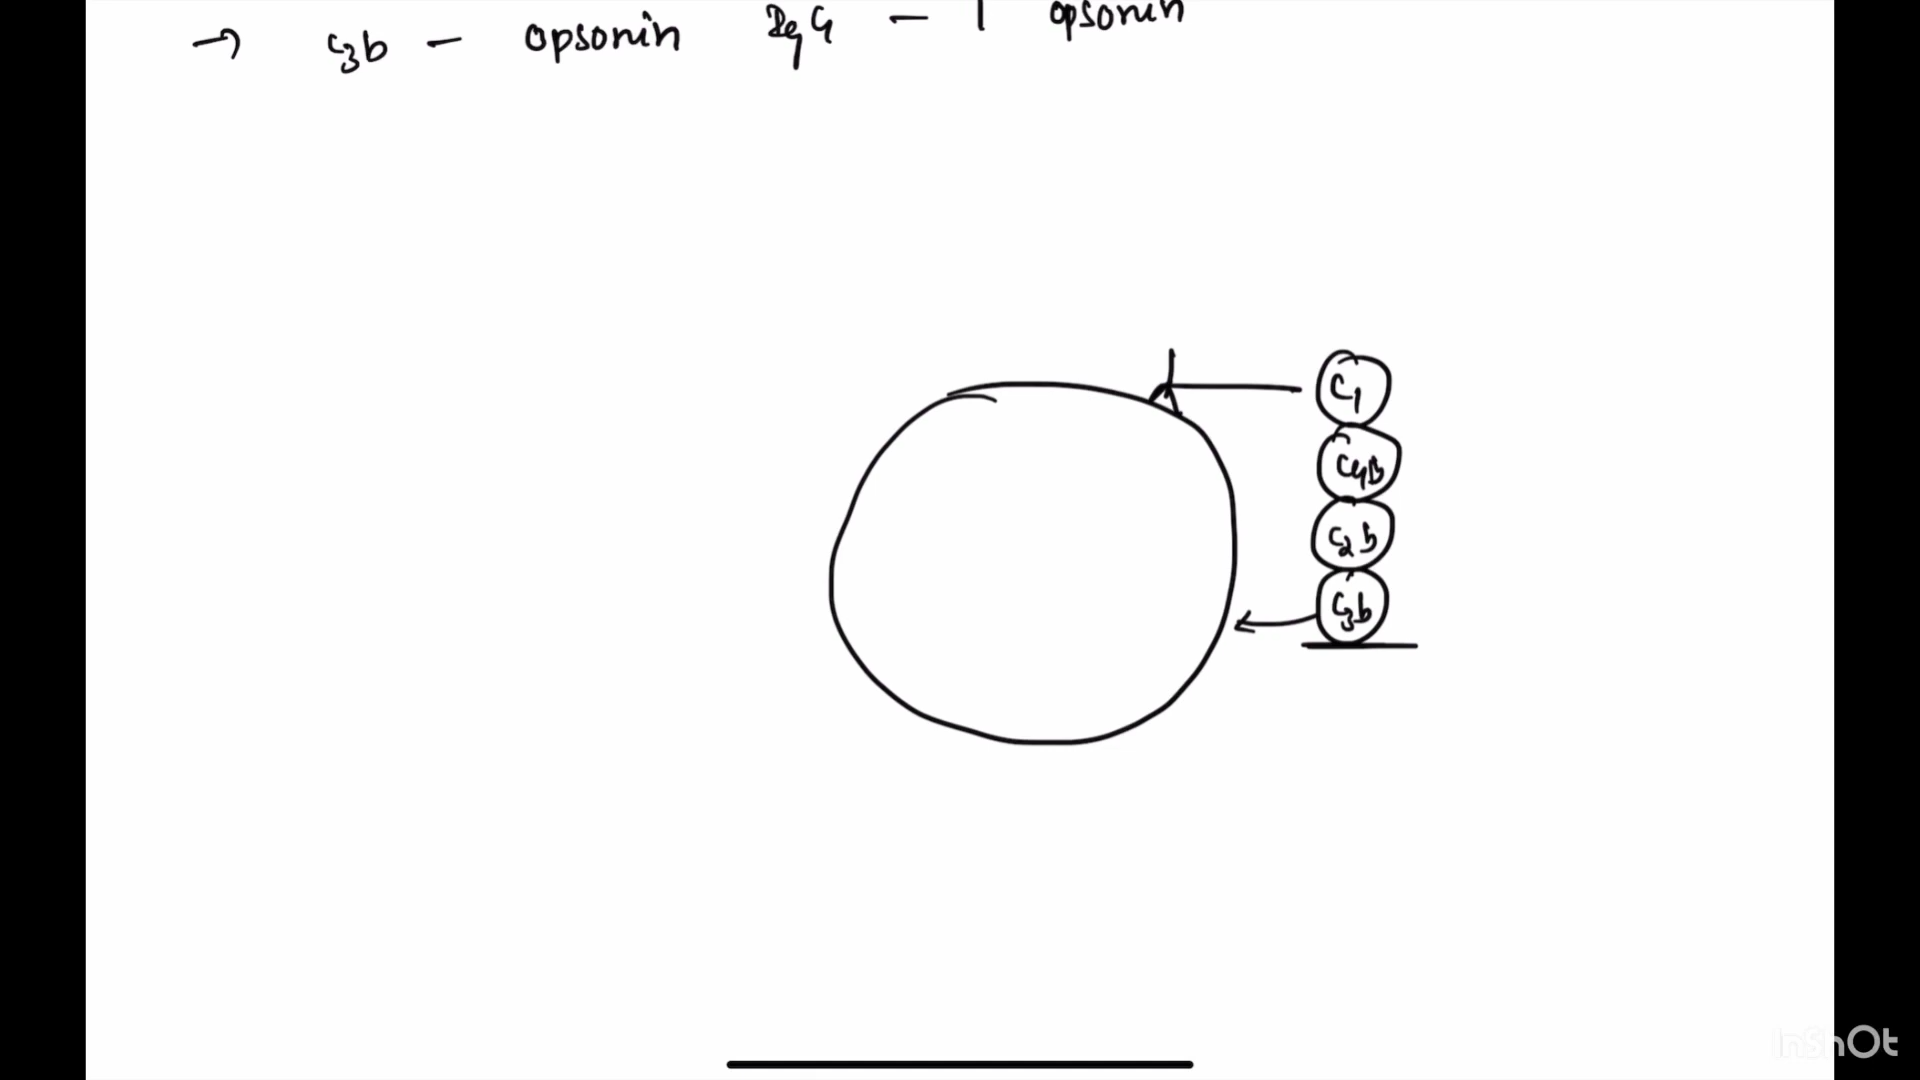 → C3b — opsonin IgG — 1 opsonin
C1
C4B
C2b
C3b
InShOt